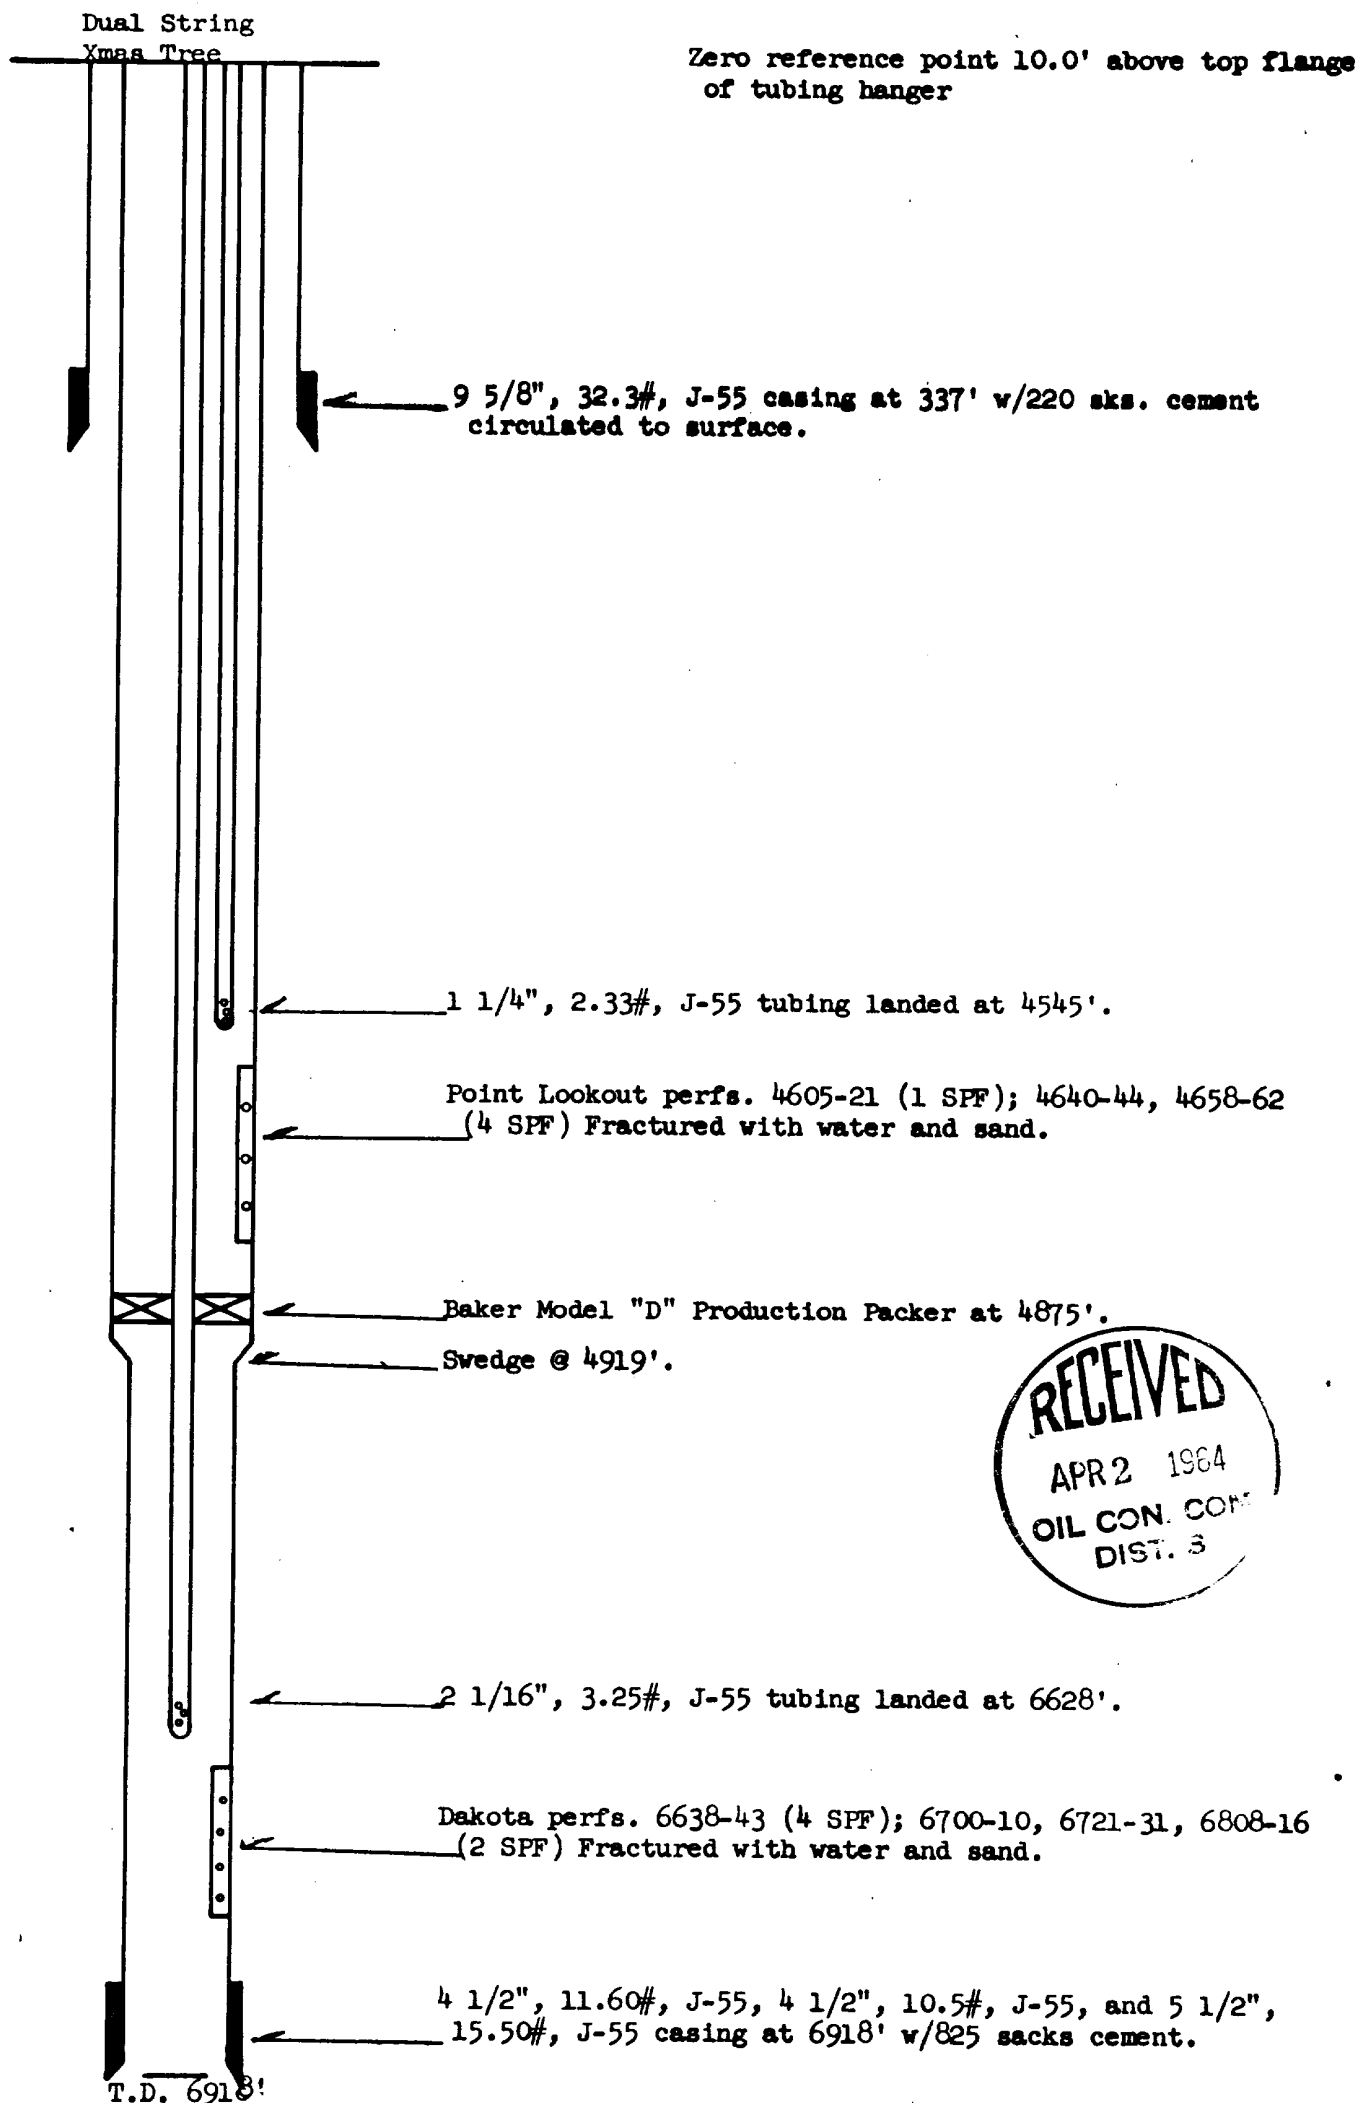 Dual String
Xmas Tree
Zero reference point 10.0' above top flange
of tubing hanger
9 5/8", 32.3#, J-55 casing at 337' w/220 sks. cement
circulated to surface.
1 1/4", 2.33#, J-55 tubing landed at 4545'.
Point Lookout perfs. 4605-21 (1 SPF); 4640-44, 4658-62
(4 SPF) Fractured with water and sand.
Baker Model "D" Production Packer at 4875'.
Swedge @ 4919'.
RECEIVED
APR 2 1964
OIL CON. COM
DIST. 3
2 1/16", 3.25#, J-55 tubing landed at 6628'.
Dakota perfs. 6638-43 (4 SPF); 6700-10, 6721-31, 6808-16
(2 SPF) Fractured with water and sand.
4 1/2", 11.60#, J-55, 4 1/2", 10.5#, J-55, and 5 1/2",
15.50#, J-55 casing at 6918' w/825 sacks cement.
T.D. 6918'